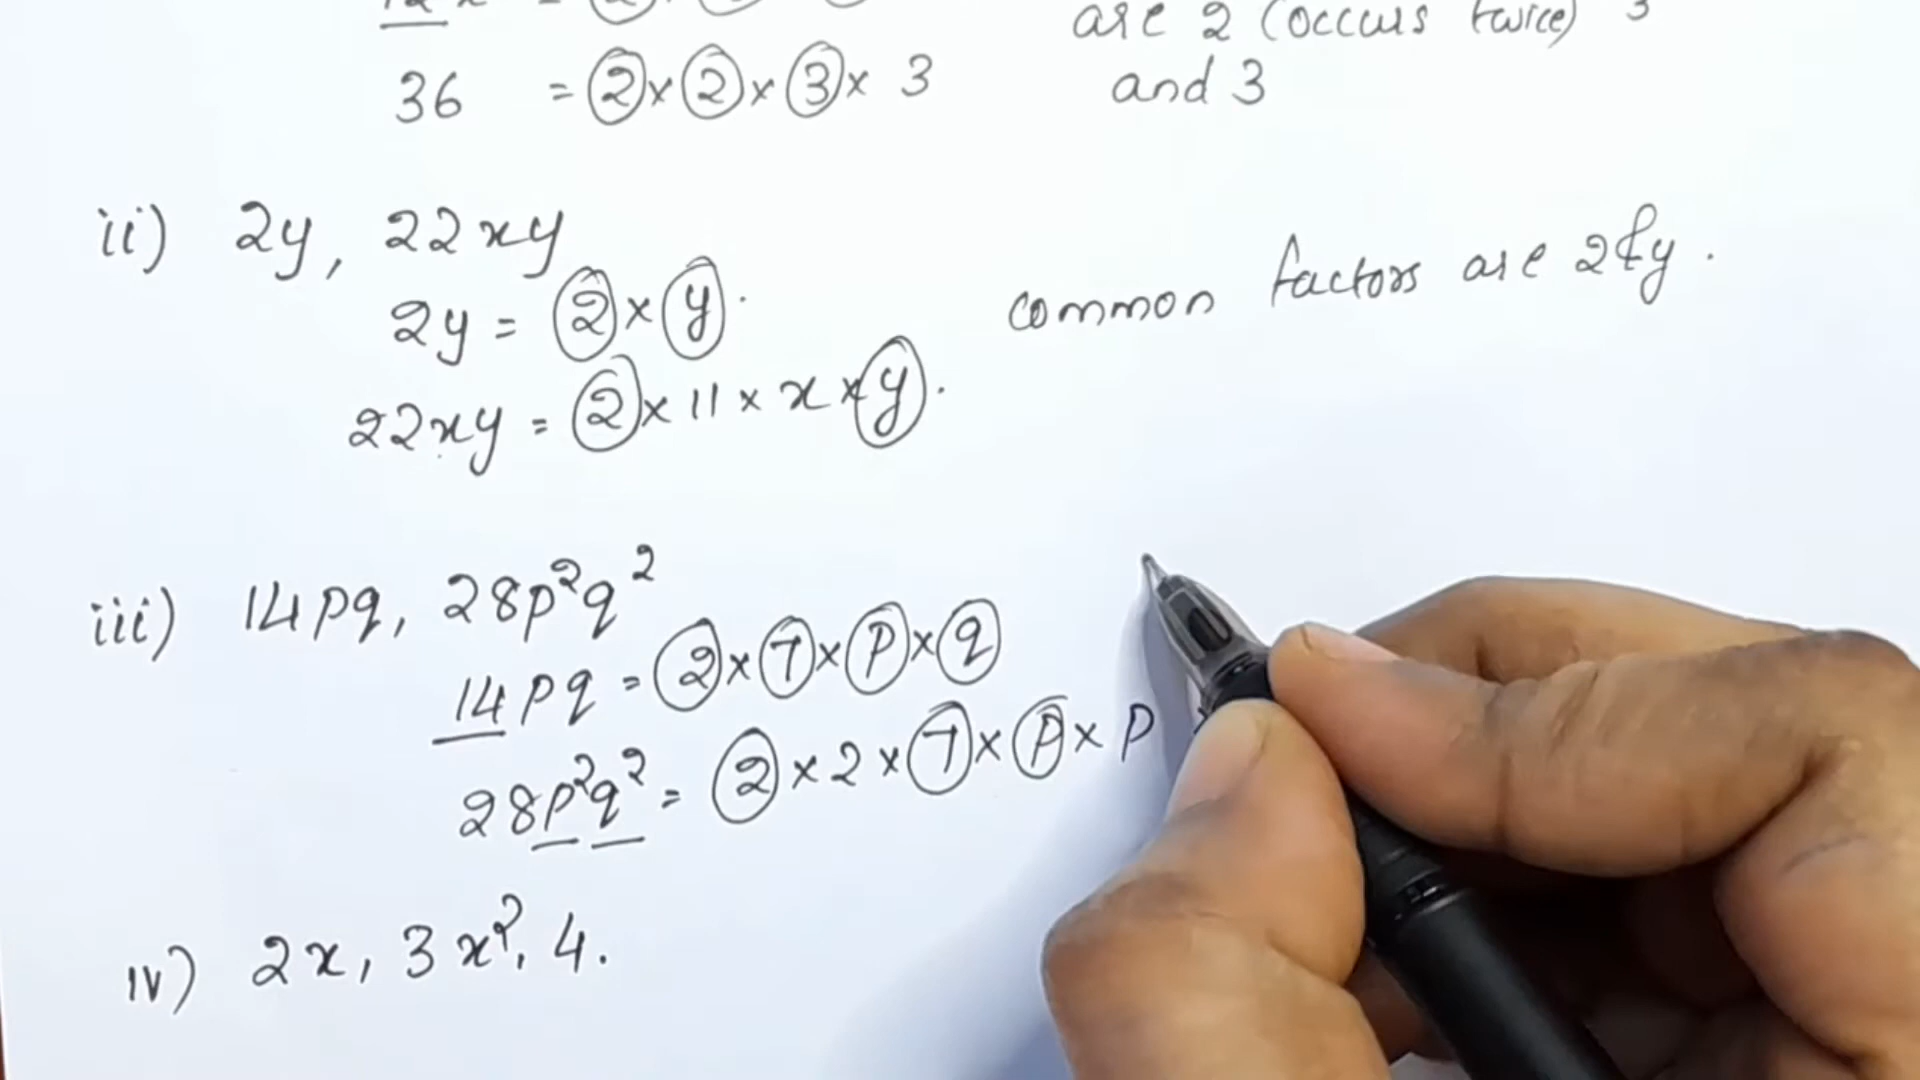 are 2 (occurs twice)
36 = 2 × 2 × 3 × 3
and 3
ii) 2y, 22xy
2y = 2 × y.
common factors are 2 & y.
22xy = 2 × 11 × x × y.
iii) 14pq, 28p²q²
14pq = 2 × 7 × p × q
28p²q² = 2 × 2 × 7 × p × p
iv) 2x, 3x², 4.